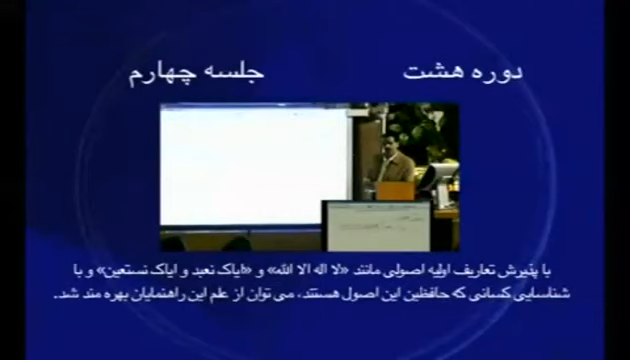 دوره هشت
جلسه چهارم
با پذیرش تعاریف اولیه اصولی مانند «لا اله الا الله» و «ایاک نعبد و ایاک نستعین» و با
شناسایی کسانی که حافظین این اصول هستند، می توان از علم این راهنمایان بهره مند شد.